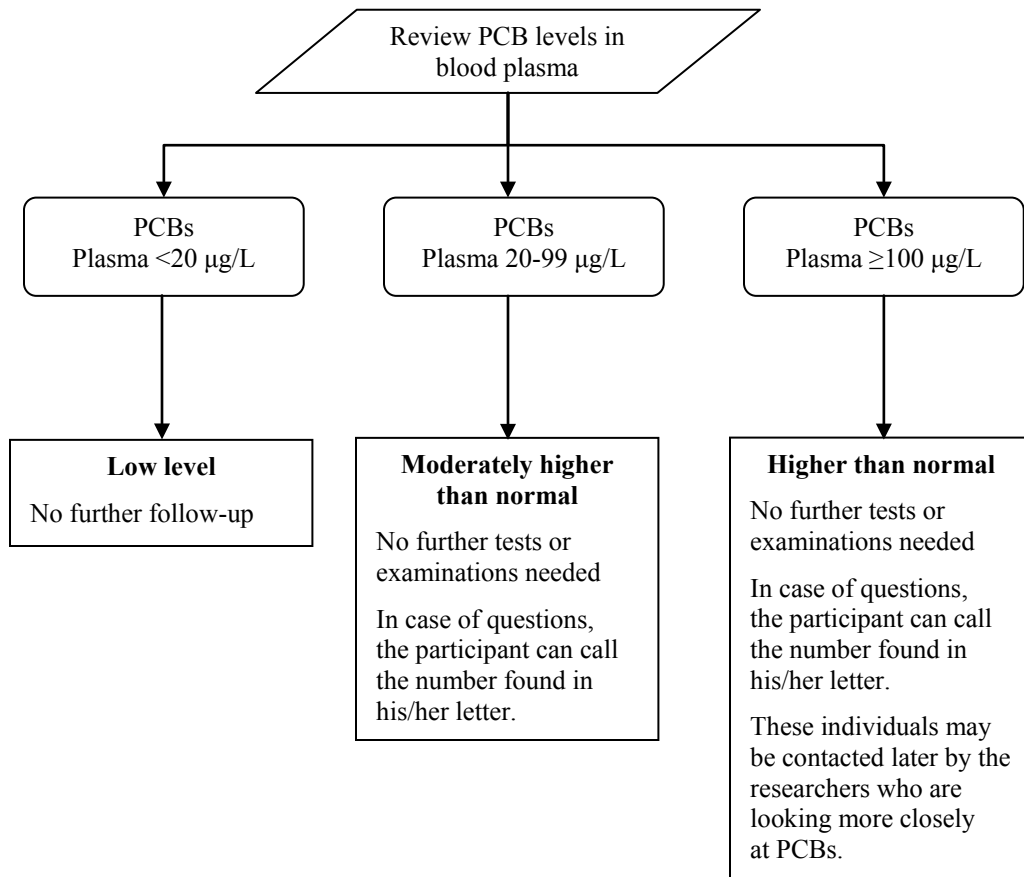 Review PCB levels in
blood plasma
PCBs
Plasma <20 μg/L
PCBs
Plasma 20-99 μg/L
PCBs
Plasma ≥100 μg/L
Low level
No further follow-up
Moderately higher
than normal
No further tests or
examinations needed
In case of questions,
the participant can call
the number found in
his/her letter.
Higher than normal
No further tests or
examinations needed
In case of questions,
the participant can call
the number found in
his/her letter.
These individuals may
be contacted later by the
researchers who are
looking more closely
at PCBs.